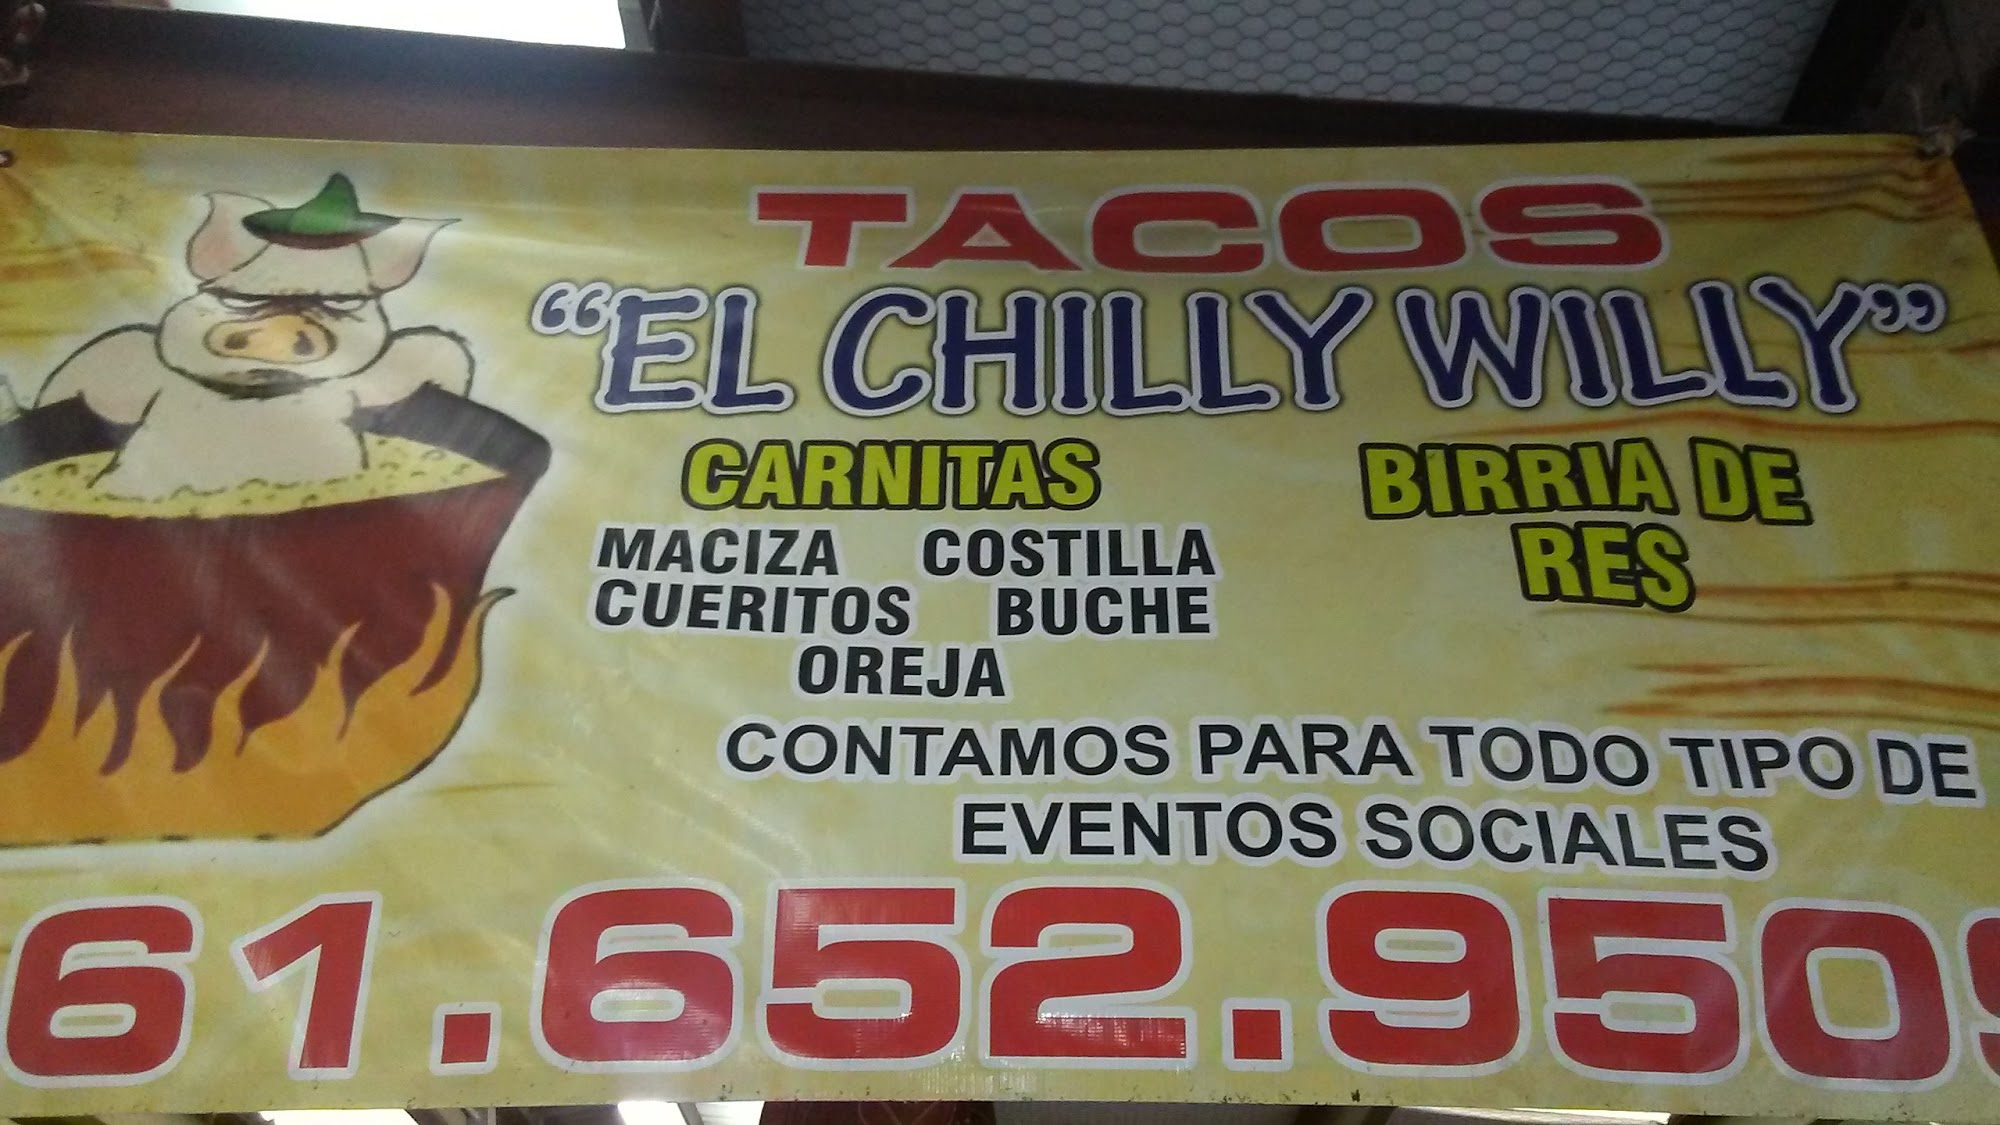 TACOS
"EL CHILLY WILLY"
CARNITAS
MACIZA COSTILLA
CUERITOS BUCHE
OREJA
BIRRIA DE
RES
CONTAMOS PARA TODO TIPO DE
EVENTOS SOCIALES
61.652.9509